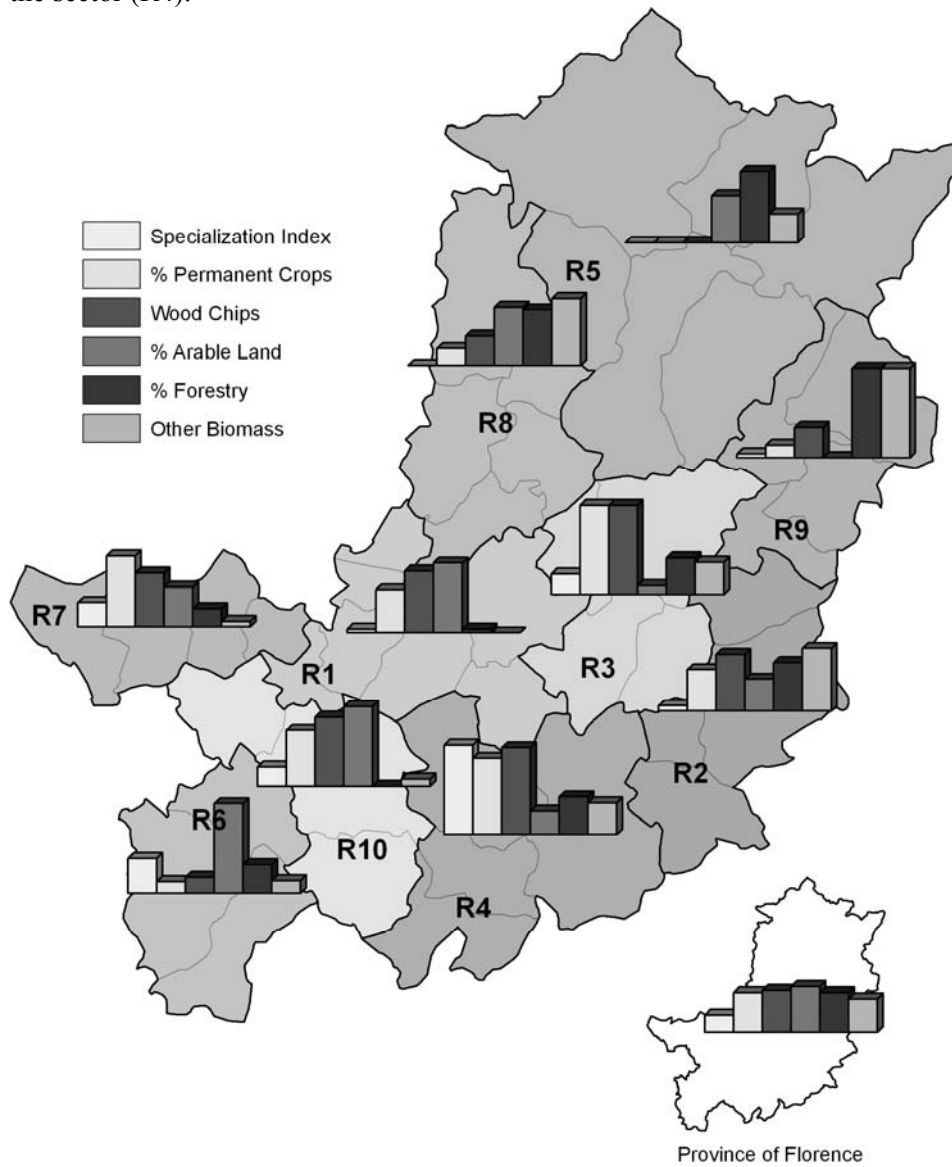 the sector (R4).
Specialization Index
% Permanent Crops
Wood Chips
% Arable Land
% Forestry
Other Biomass
R5
R8
R9
R7
R3
R1
R2
R6
R10
R4
Province of Florence